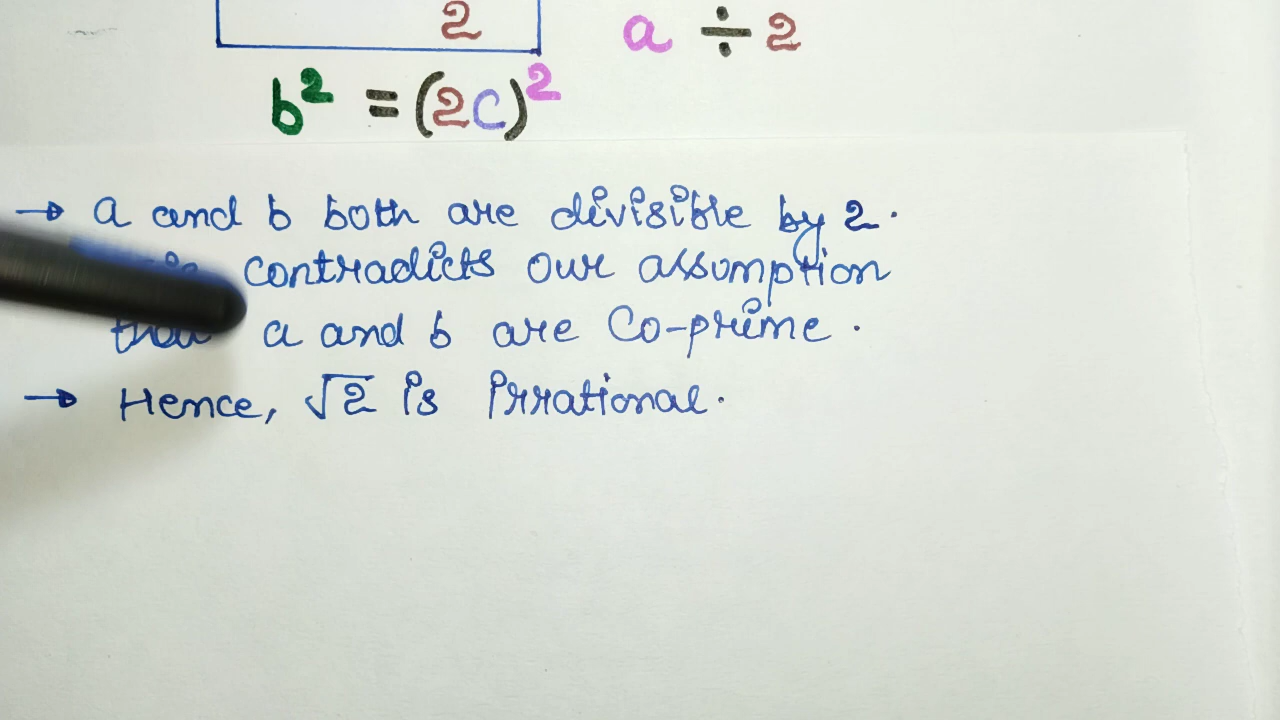 2 a ÷ 2
b² = (2c)²
→ a and b both are divisible by 2.
contradicts our assumption
that a and b are Co-prime.
→ Hence, √2 is irrational.